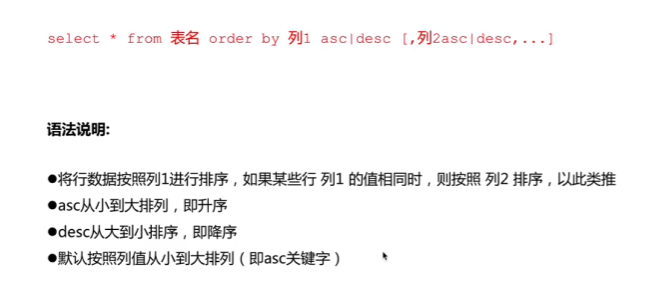 select * from 表名 order by 列1 asc|desc [,列2asc|desc,...]
语法说明:
●将行数据按照列1进行排序，如果某些行 列1 的值相同时，则按照 列2 排序，以此类推
●asc从小到大排列，即升序
●desc从大到小排序，即降序
●默认按照列值从小到大排列（即asc关键字）